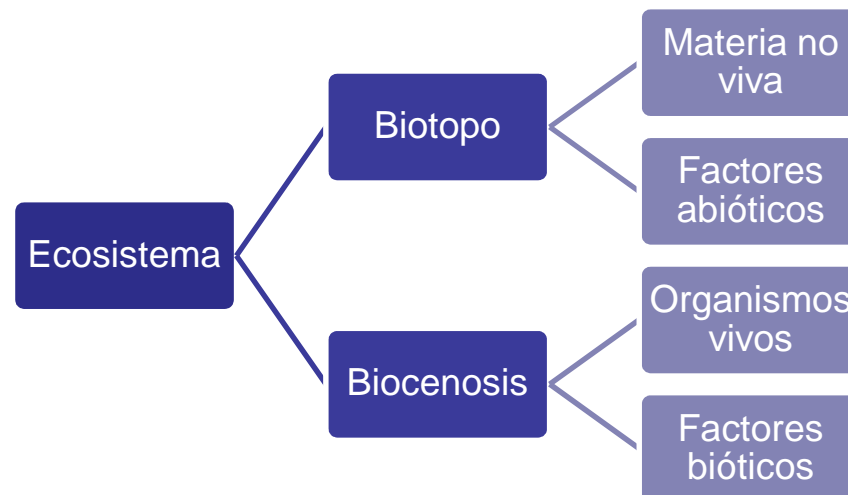 Ecosistema
Biotopo
Materia no
viva
Factores
abióticos
Biocenosis
Organismos
vivos
Factores
bióticos